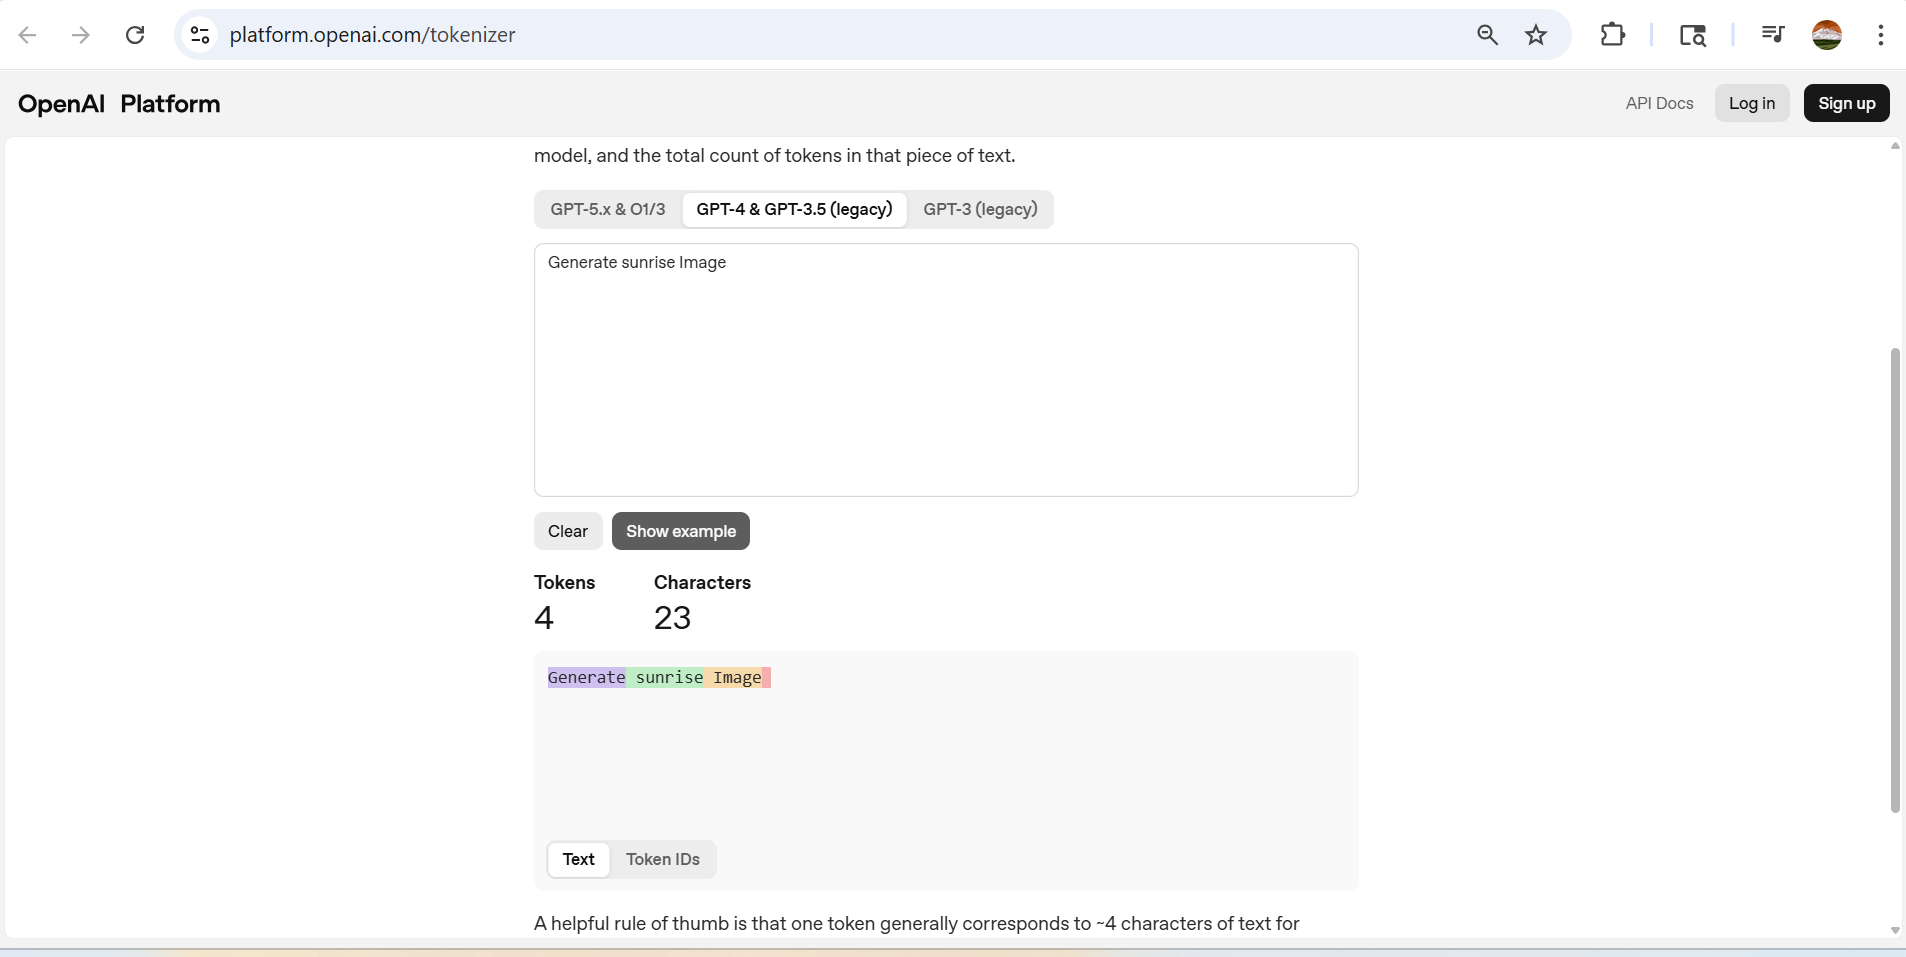 platform.openai.com/tokenizer
OpenAI Platform
API Docs
Log in
Sign up
model, and the total count of tokens in that piece of text.
GPT-5.x & O1/3
GPT-4 & GPT-3.5 (legacy)
GPT-3 (legacy)
Generate sunrise Image
Clear
Show example
Tokens
Characters
4
23
Generate sunrise Image
Text
Token IDs
A helpful rule of thumb is that one token generally corresponds to ~4 characters of text for